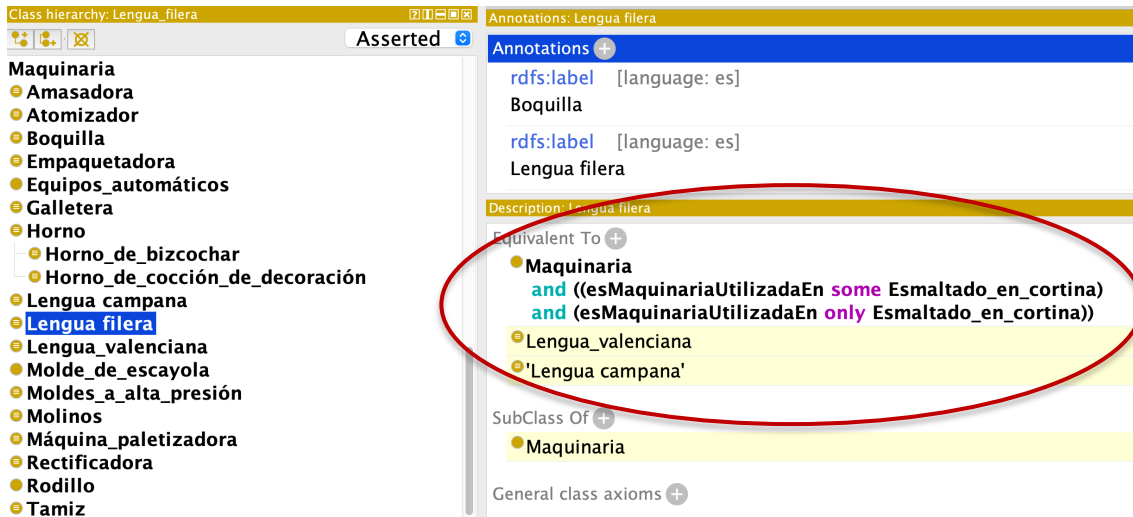 Class hierarchy: Lengua_filera
Asserted
Maquinaria
Amasadora
Atomizador
Boquilla
Empaquetadora
Equipos_automáticos
Galletera
Horno
Horno_de_bizcochar
Horno_de_cocción_de_decoración
Lengua campana
Lengua filera
Lengua_valenciana
Molde_de_escayola
Moldes_a_alta_presión
Molinos
Máquina_paletizadora
Rectificadora
Rodillo
Tamiz
Annotations: Lengua filera
Annotations
rdfs:label [language: es]
Boquilla
rdfs:label [language: es]
Lengua filera
Description: Lengua filera
Equivalent To
Maquinaria
and ((esMaquinariaUtilizadaEn some Esmaltado_en_cortina)
and (esMaquinariaUtilizadaEn only Esmaltado_en_cortina))
Lengua_valenciana
'Lengua campana'
SubClass Of
Maquinaria
General class axioms